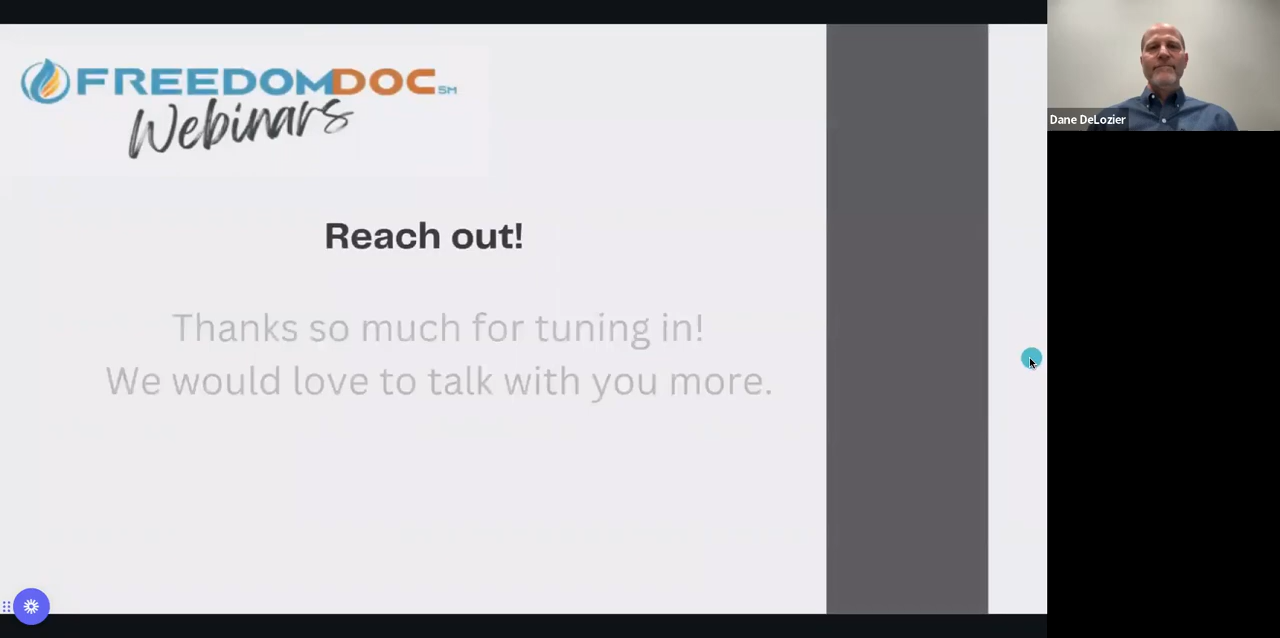 FREEDOMDOC SM
Webinars
Reach out!
Thanks so much for tuning in!
We would love to talk with you more.
Dane DeLozier